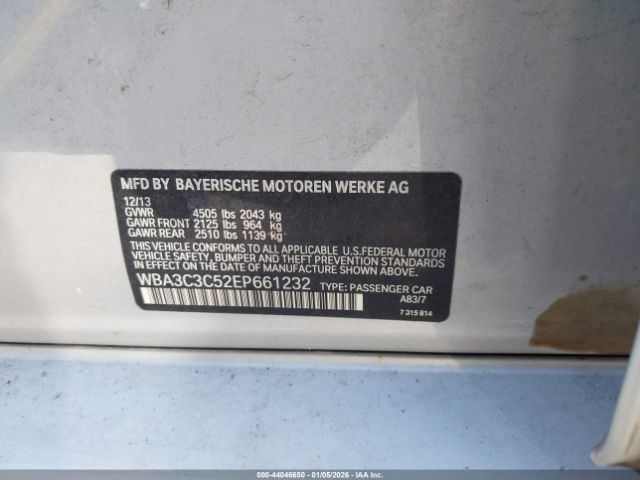 MFD BY BAYERISCHE MOTOREN WERKE AG
12/13
GVWR 4505 lbs 2043 kg
GAWR FRONT 2125 lbs 964 kg
GAWR REAR 2510 lbs 1139 kg
THIS VEHICLE CONFORMS TO ALL APPLICABLE U.S.FEDERAL MOTOR
VEHICLE SAFETY, BUMPER, AND THEFT PREVENTION STANDARDS
IN EFFECT ON THE DATE OF MANUFACTURE SHOWN ABOVE.
WBA3C3C52EP661232 TYPE: PASSENGER CAR
A83/7
7 315 814
000-44046650 - 01/05/2026 - IAA Inc.